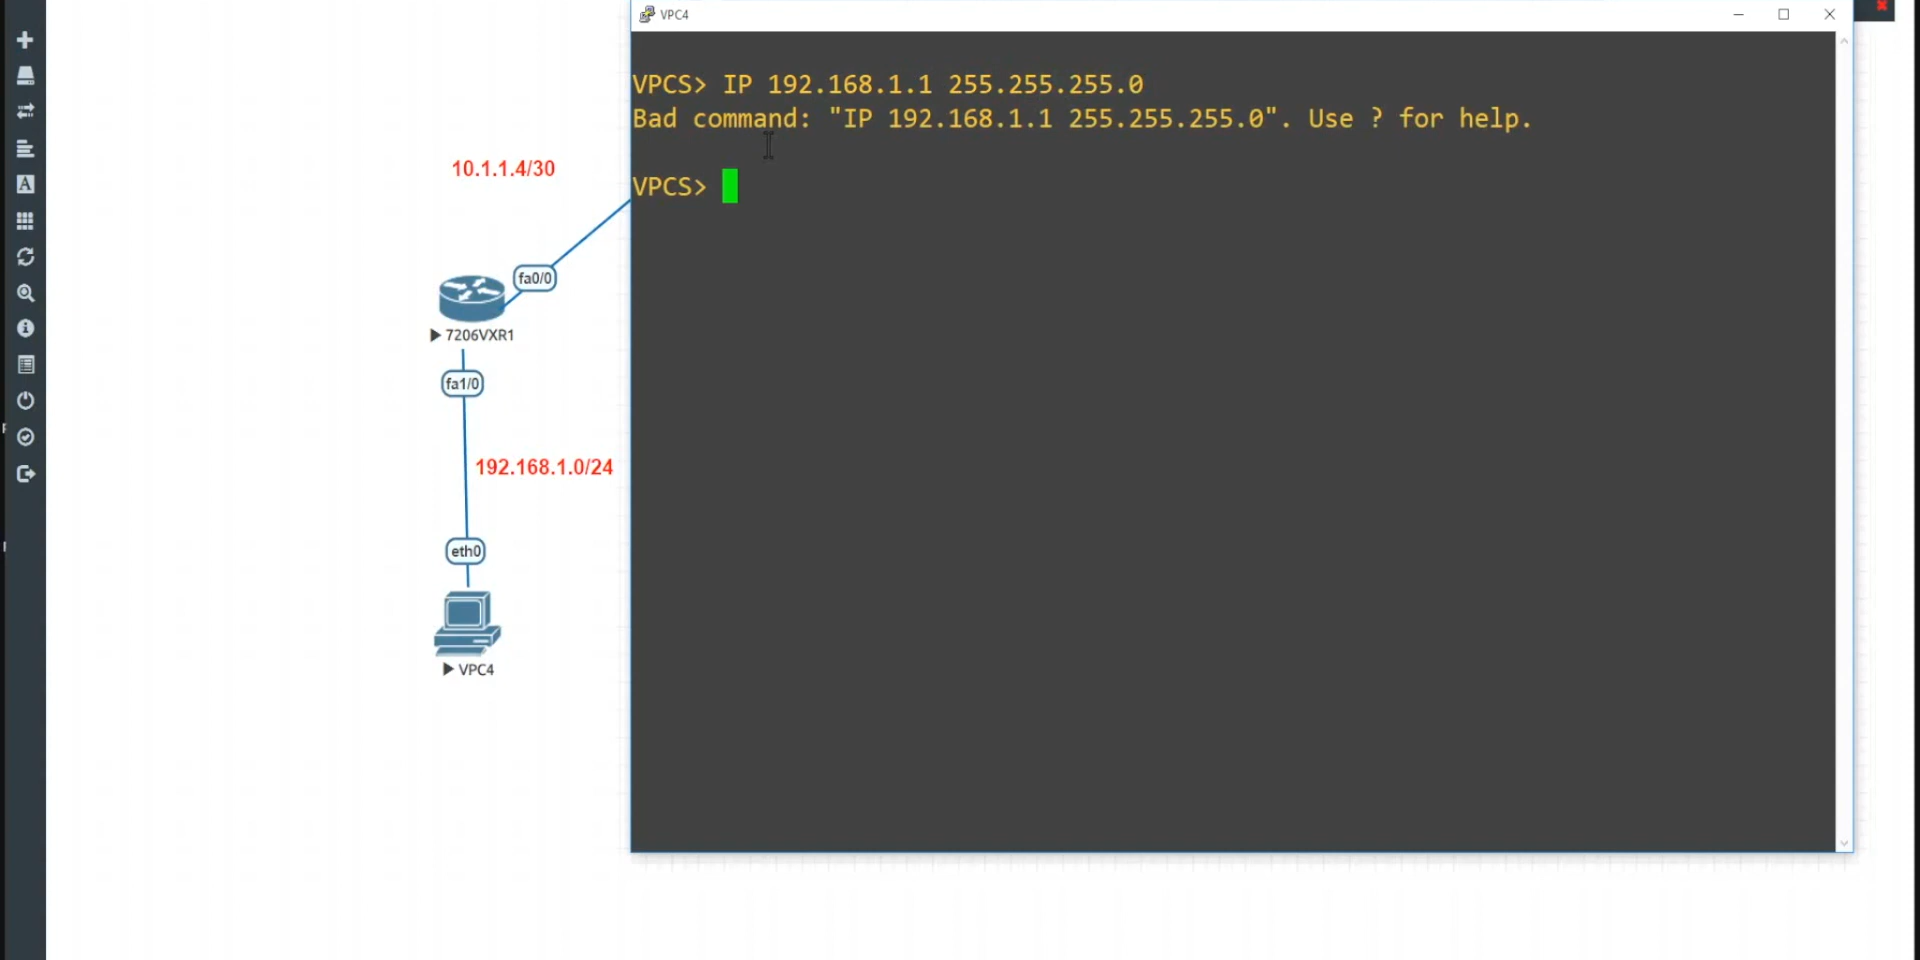 VPC4
VPCS> IP 192.168.1.1 255.255.255.0
Bad command: "IP 192.168.1.1 255.255.255.0". Use ? for help.
VPCS>
10.1.1.4/30
fa0/0
7206VXR1
fa1/0
192.168.1.0/24
eth0
VPC4